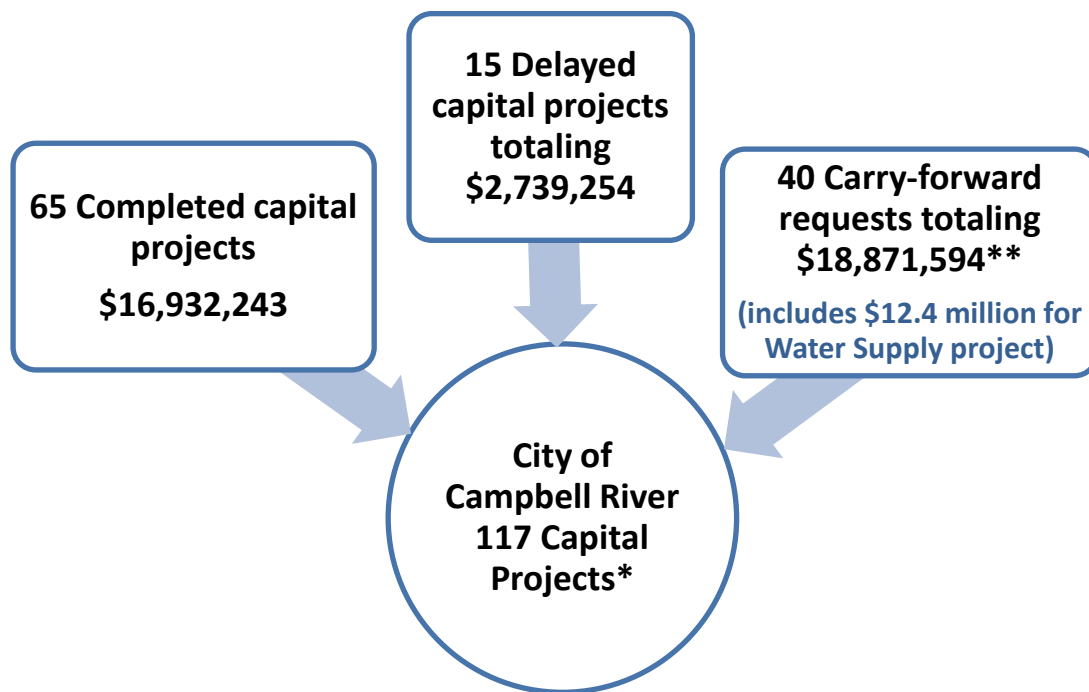 65 Completed capital
projects
$16,932,243
15 Delayed
capital projects
totaling
$2,739,254
40 Carry-forward
requests totaling
$18,871,594**
(includes $12.4 million for
Water Supply project)
City of
Campbell River
117 Capital
Projects*